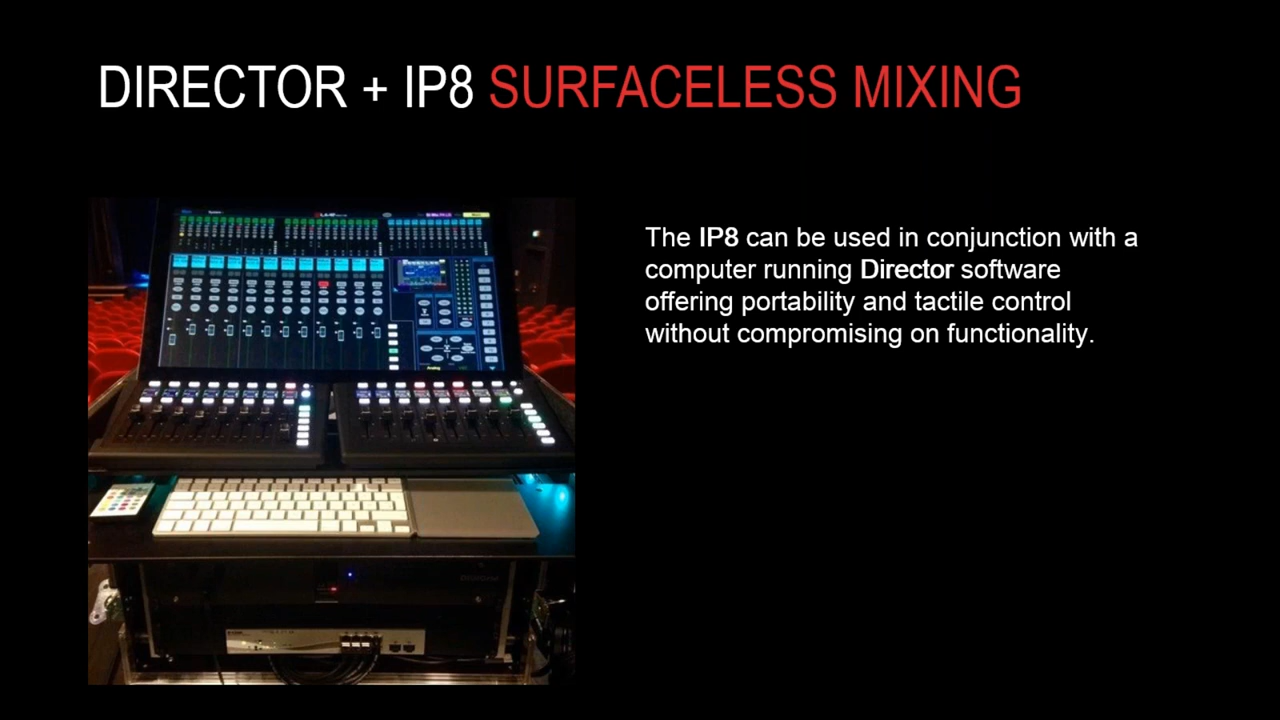 DIRECTOR + IP8 SURFACELESS MIXING
The IP8 can be used in conjunction with a
computer running Director software
offering portability and tactile control
without compromising on functionality.